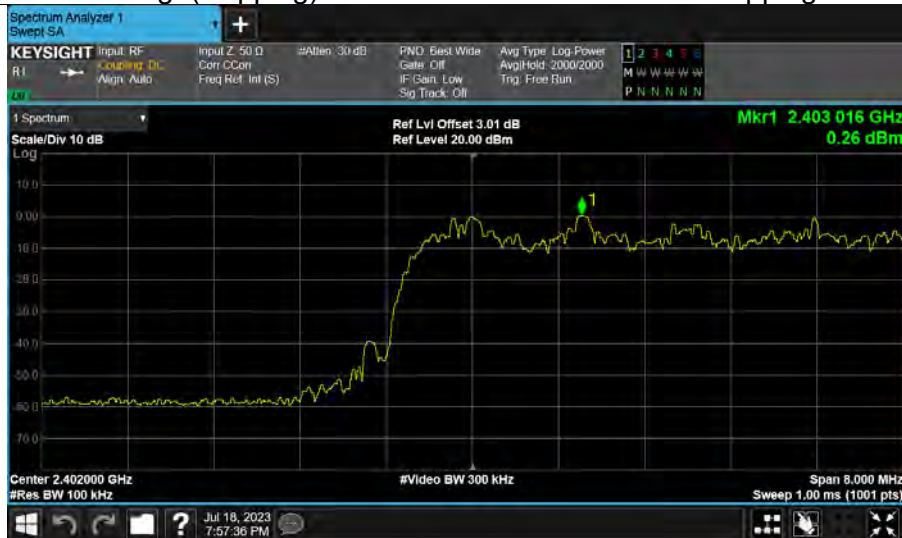 Spectrum Analyzer 1
Swept SA
+
KEYSIGHT Input: RF
Coupling: DC
Align: Auto
Input Z: 50 Ω
Corr CCorr
Freq Ref: Int (S)
#Atten: 30 dB
PNO: Best Wide
Gate: Off
IF Gain: Low
Sig Track: Off
Avg Type: Log-Power
Avg|Hold: 2000/2000
Trig: Free Run
1 2 3 4 5 6
M W W W W W
P N N N N N
1 Spectrum
Scale/Div 10 dB
Ref Lvl Offset 3.01 dB
Ref Level 20.00 dBm
Mkr1 2.403 016 GHz
0.26 dBm
Log
10.0
0.00
-10.0
-20.0
-30.0
-40.0
-50.0
-60.0
-70.0
1
Center 2.402000 GHz
#Res BW 100 kHz
#Video BW 300 kHz
Span 8.000 MHz
Sweep 1.00 ms (1001 pts)
?
Jul 18, 2023
7:57:36 PM